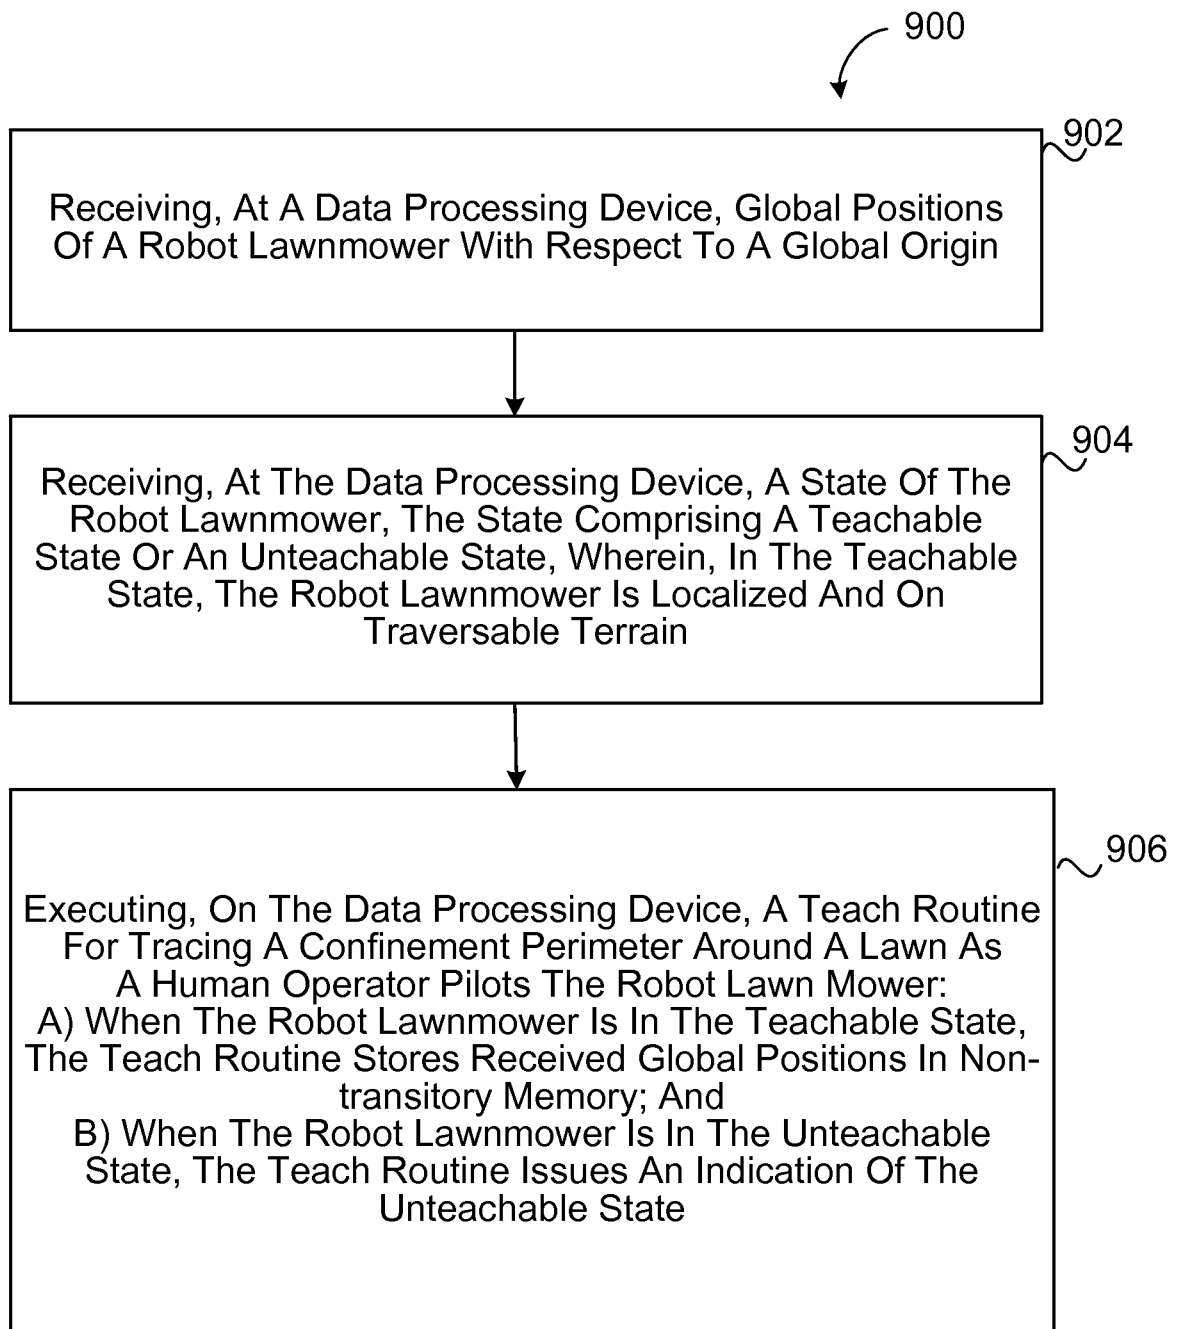 900
902
Receiving, At A Data Processing Device, Global Positions
Of A Robot Lawnmower With Respect To A Global Origin
904
Receiving, At The Data Processing Device, A State Of The
Robot Lawnmower, The State Comprising A Teachable
State Or An Unteachable State, Wherein, In The Teachable
State, The Robot Lawnmower Is Localized And On
Traversable Terrain
906
Executing, On The Data Processing Device, A Teach Routine
For Tracing A Confinement Perimeter Around A Lawn As
A Human Operator Pilots The Robot Lawn Mower:
A) When The Robot Lawnmower Is In The Teachable State,
The Teach Routine Stores Received Global Positions In Non-
transitory Memory; And
B) When The Robot Lawnmower Is In The Unteachable
State, The Teach Routine Issues An Indication Of The
Unteachable State